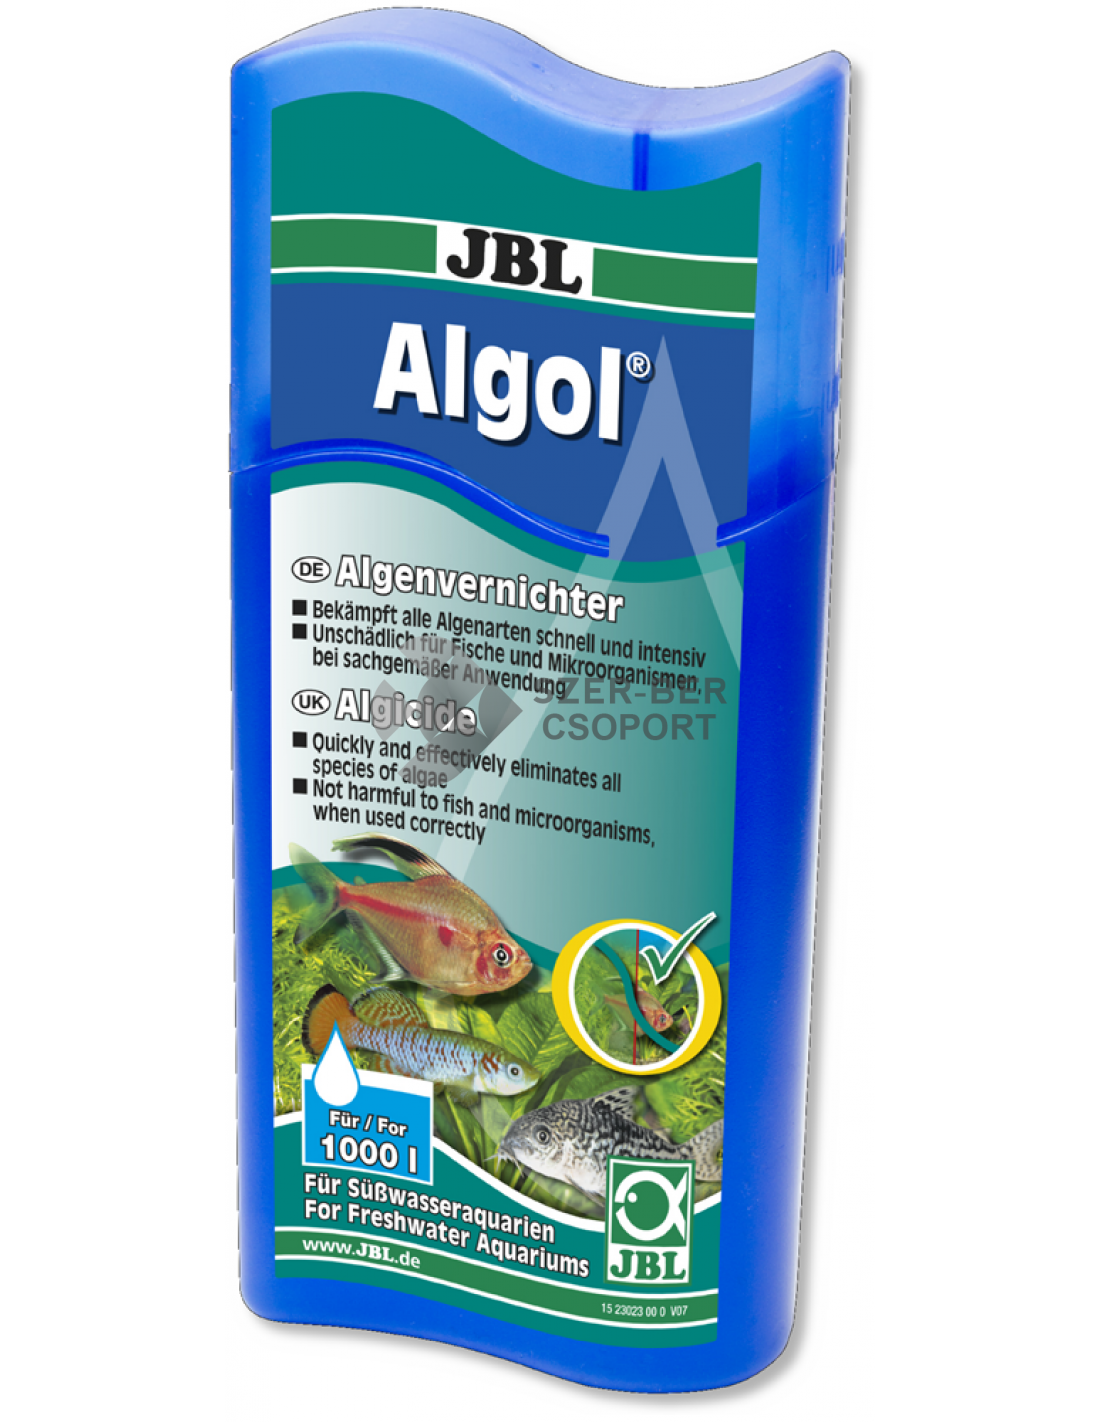 JBL
Algol®
DE Algenvernichter
■ Bekämpft alle Algenarten schnell und intensiv
■ Unschädlich für Fische und Mikroorganismen,
bei sachgemäßer Anwendung
SZER-BER
CSOPORT
UK Algicide
■ Quickly and effectively eliminates all
species of algae
■ Not harmful to fish and microorganisms,
when used correctly
Für / For
1000 l
Für Süßwasseraquarien
For Freshwater Aquariums
www.JBL.de
JBL
15 23023 00 0 V07